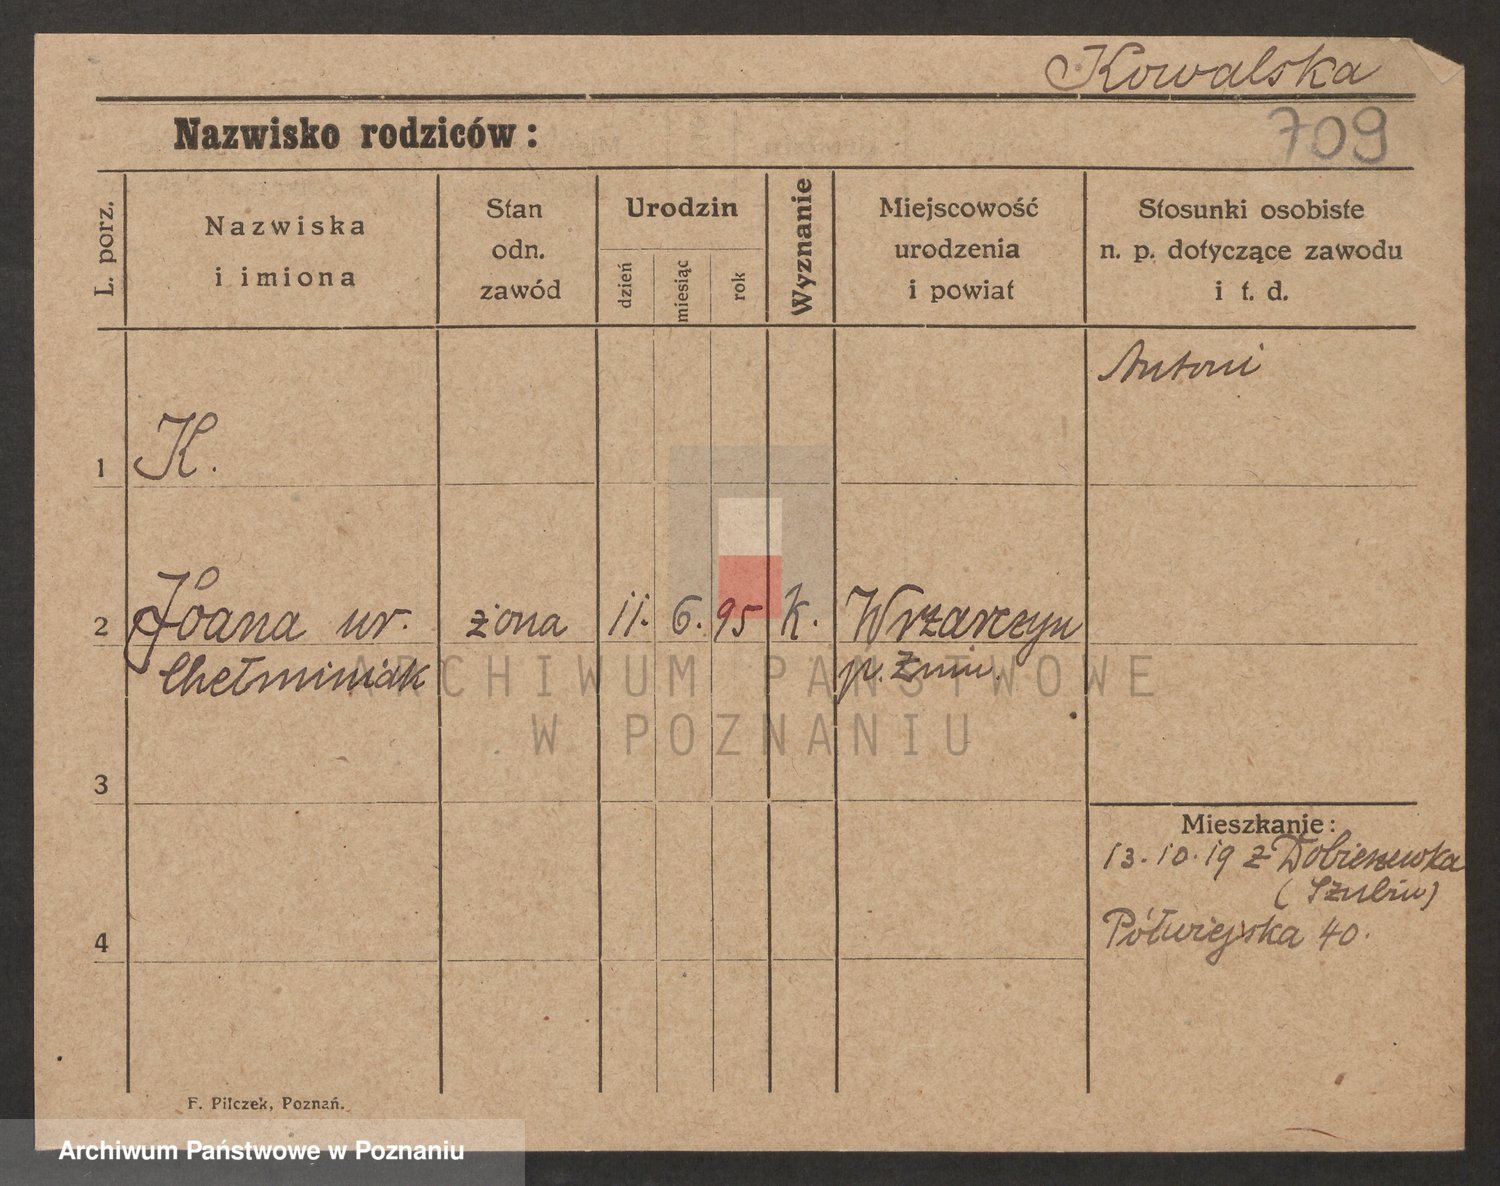 Kowalska
Nazwisko rodziców:
709
L. porz.
Nazwiska
i imiona
Stan
odn.
zawód
Urodzin
dzień
miesiąc
rok
Wyznanie
Miejscowość
urodzenia
i powiat
Stosunki osobiste
n. p. dotyczące zawodu
i t. d.
Antoni
1 K.
2 Joana ur. żona 11. 6. 95 k. Wrzarczyn
Chełminiak p. Żnin.
ARCHIWUM PAŃSTWOWE
W POZNANIU
3
Mieszkanie:
13.10.19 z Dobieszewka
(Szubin)
Półwiejska 40.
4
F. Pilczek, Poznań.
Archiwum Państwowe w Poznaniu